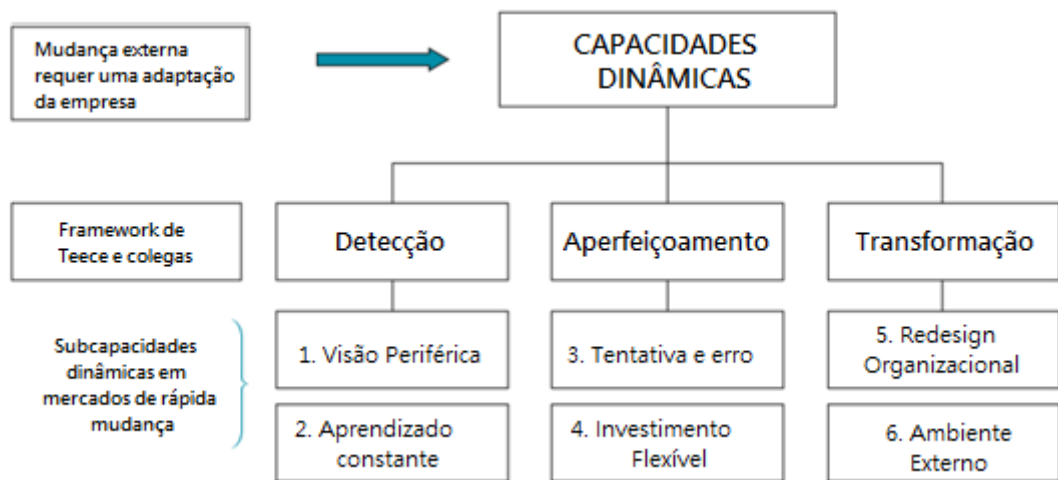 Mudança externa
requer uma adaptação
da empresa
CAPACIDADES
DINÂMICAS
Framework de
Teece e colegas
Detecção
Aperfeiçoamento
Transformação
Subcapacidades
dinâmicas em
mercados de rápida
mudança
1. Visão Periférica
3. Tentativa e erro
5. Redesign
Organizacional
2. Aprendizado
constante
4. Investimento
Flexível
6. Ambiente
Externo